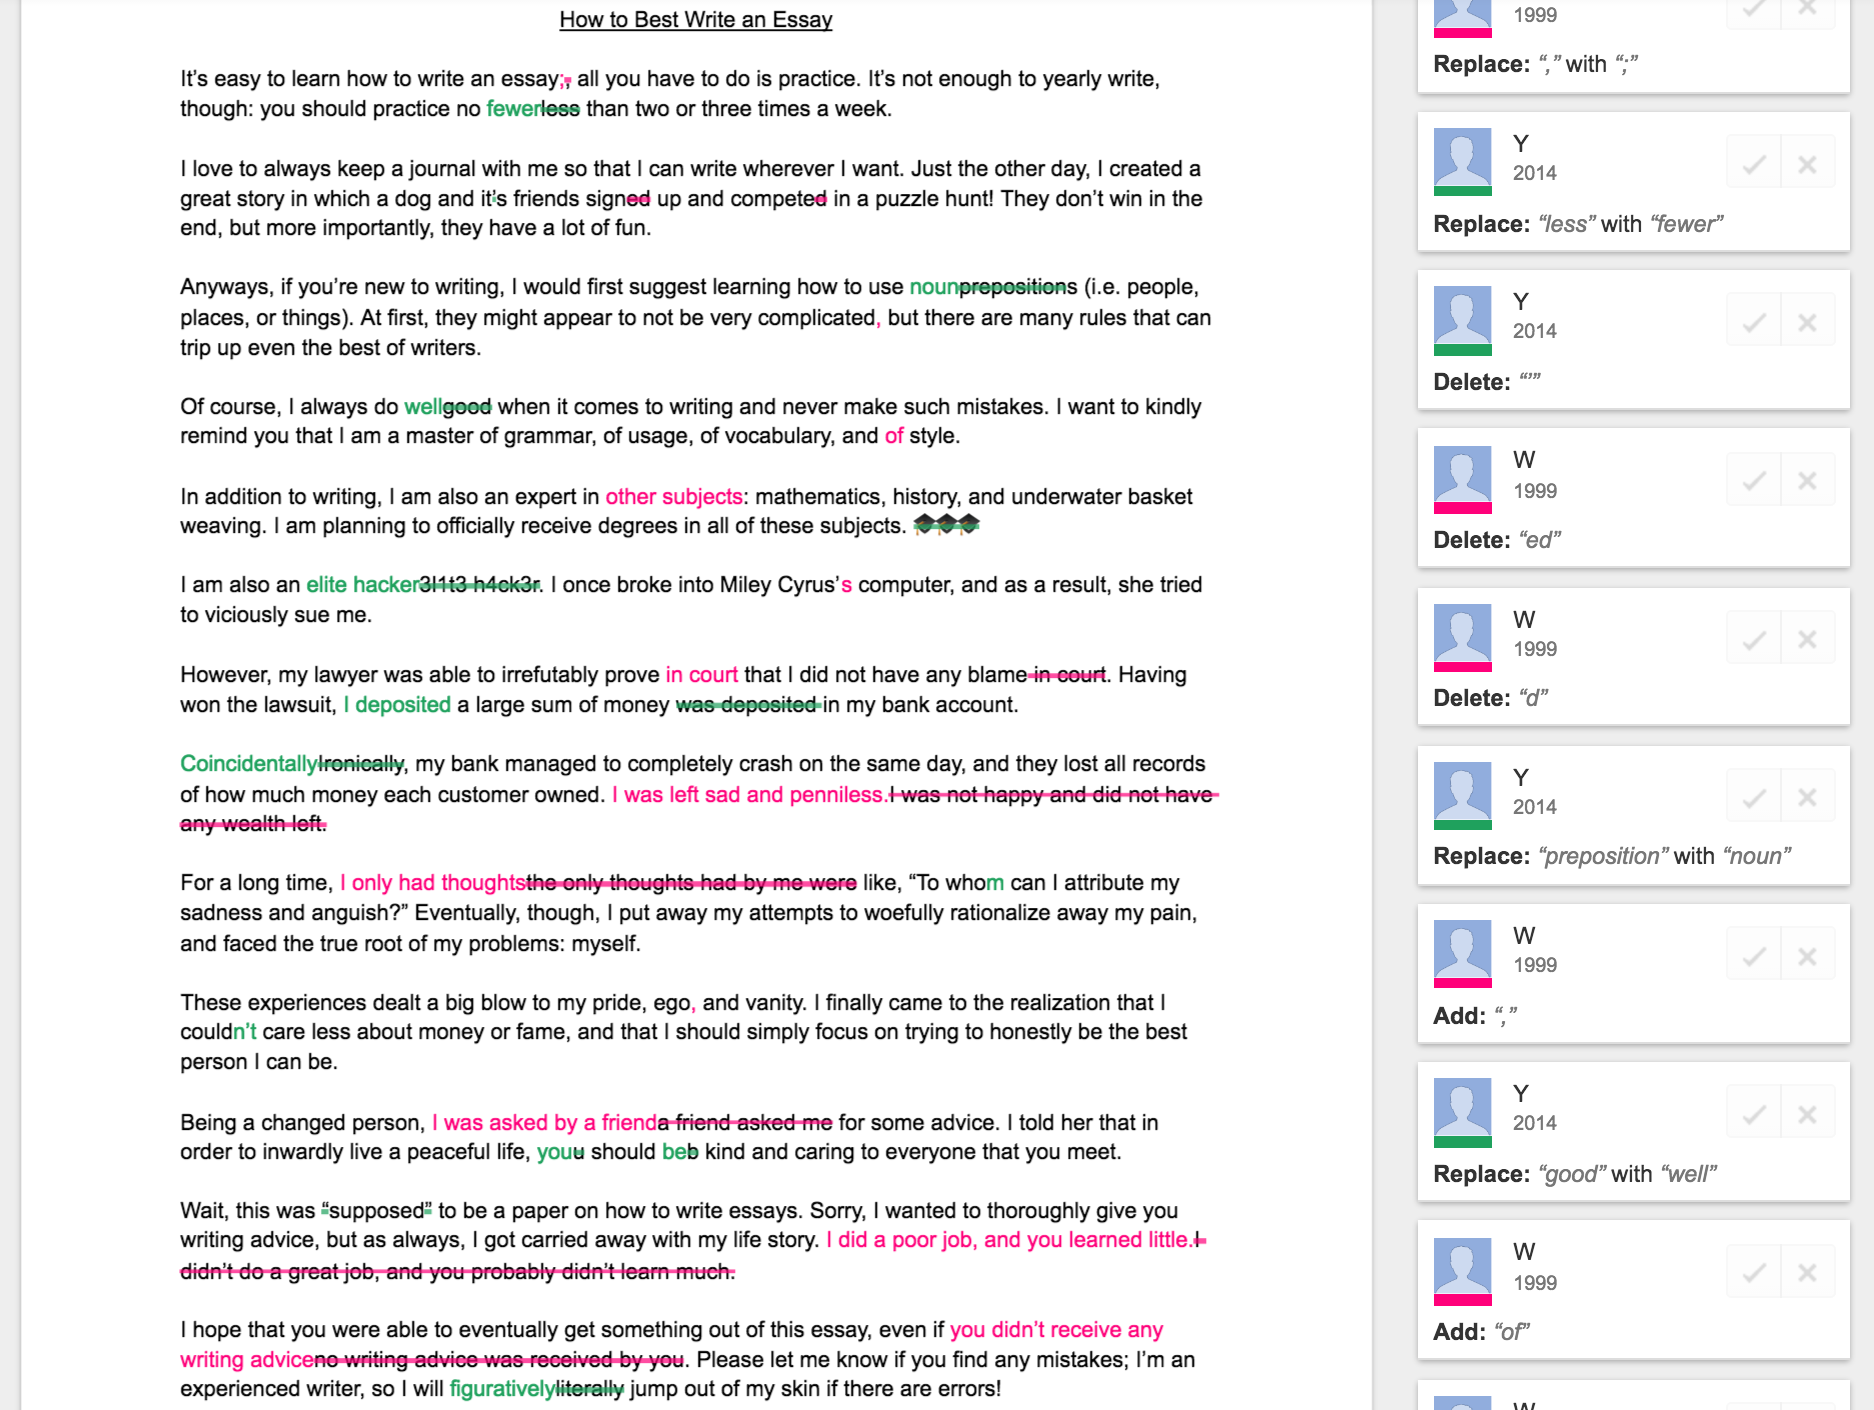 How to Best Write an Essay
It’s easy to learn how to write an essay;, all you have to do is practice. It’s not enough to yearly write,
though: you should practice no fewerless than two or three times a week.
I love to always keep a journal with me so that I can write wherever I want. Just the other day, I created a
great story in which a dog and it’s friends signed up and competed in a puzzle hunt! They don’t win in the
end, but more importantly, they have a lot of fun.
Anyways, if you’re new to writing, I would first suggest learning how to use nounprepositions (i.e. people,
places, or things). At first, they might appear to not be very complicated, but there are many rules that can
trip up even the best of writers.
Of course, I always do wellgood when it comes to writing and never make such mistakes. I want to kindly
remind you that I am a master of grammar, of usage, of vocabulary, and of style.
In addition to writing, I am also an expert in other subjects: mathematics, history, and underwater basket
weaving. I am planning to officially receive degrees in all of these subjects. 🎓🎓🎓
I am also an elite hacker3l1t3 h4ck3r. I once broke into Miley Cyrus’s computer, and as a result, she tried
to viciously sue me.
However, my lawyer was able to irrefutably prove in court that I did not have any blame in court. Having
won the lawsuit, I deposited a large sum of money was deposited in my bank account.
CoincidentallyIronically, my bank managed to completely crash on the same day, and they lost all records
of how much money each customer owned. I was left sad and penniless.I was not happy and did not have
any wealth left.
For a long time, I only had thoughtsthe only thoughts had by me were like, “To whom can I attribute my
sadness and anguish?” Eventually, though, I put away my attempts to woefully rationalize away my pain,
and faced the true root of my problems: myself.
These experiences dealt a big blow to my pride, ego, and vanity. I finally came to the realization that I
couldn’t care less about money or fame, and that I should simply focus on trying to honestly be the best
person I can be.
Being a changed person, I was asked by a frienda friend asked me for some advice. I told her that in
order to inwardly live a peaceful life, youu should beb kind and caring to everyone that you meet.
Wait, this was “supposed” to be a paper on how to write essays. Sorry, I wanted to thoroughly give you
writing advice, but as always, I got carried away with my life story. I did a poor job, and you learned little.I
didn’t do a great job, and you probably didn’t learn much.
I hope that you were able to eventually get something out of this essay, even if you didn’t receive any
writing adviceno writing advice was received by you. Please let me know if you find any mistakes; I’m an
experienced writer, so I will figurativelyliterally jump out of my skin if there are errors!
1999
Replace: “,” with “;”
Y
2014
Replace: “less” with “fewer”
Y
2014
Delete: “’”
W
1999
Delete: “ed”
W
1999
Delete: “d”
Y
2014
Replace: “preposition” with “noun”
W
1999
Add: “,”
Y
2014
Replace: “good” with “well”
W
1999
Add: “of”
W